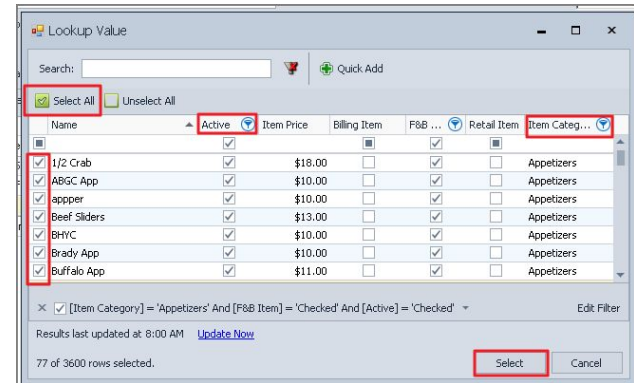 Lookup Value
Search: Quick Add
Select All Unselect All
Name Active Item Price Billing Item F&B ... Retail Item Item Categ...
1/2 Crab $18.00 Appetizers
ABGC App $10.00 Appetizers
appper $10.00 Appetizers
Beef Sliders $13.00 Appetizers
BHYC $10.00 Appetizers
Brady App $10.00 Appetizers
Buffalo App $11.00 Appetizers
[Item Category] = 'Appetizers' And [F&B Item] = 'Checked' And [Active] = 'Checked' Edit Filter
Results last updated at 8:00 AM Update Now
77 of 3600 rows selected. Select Cancel